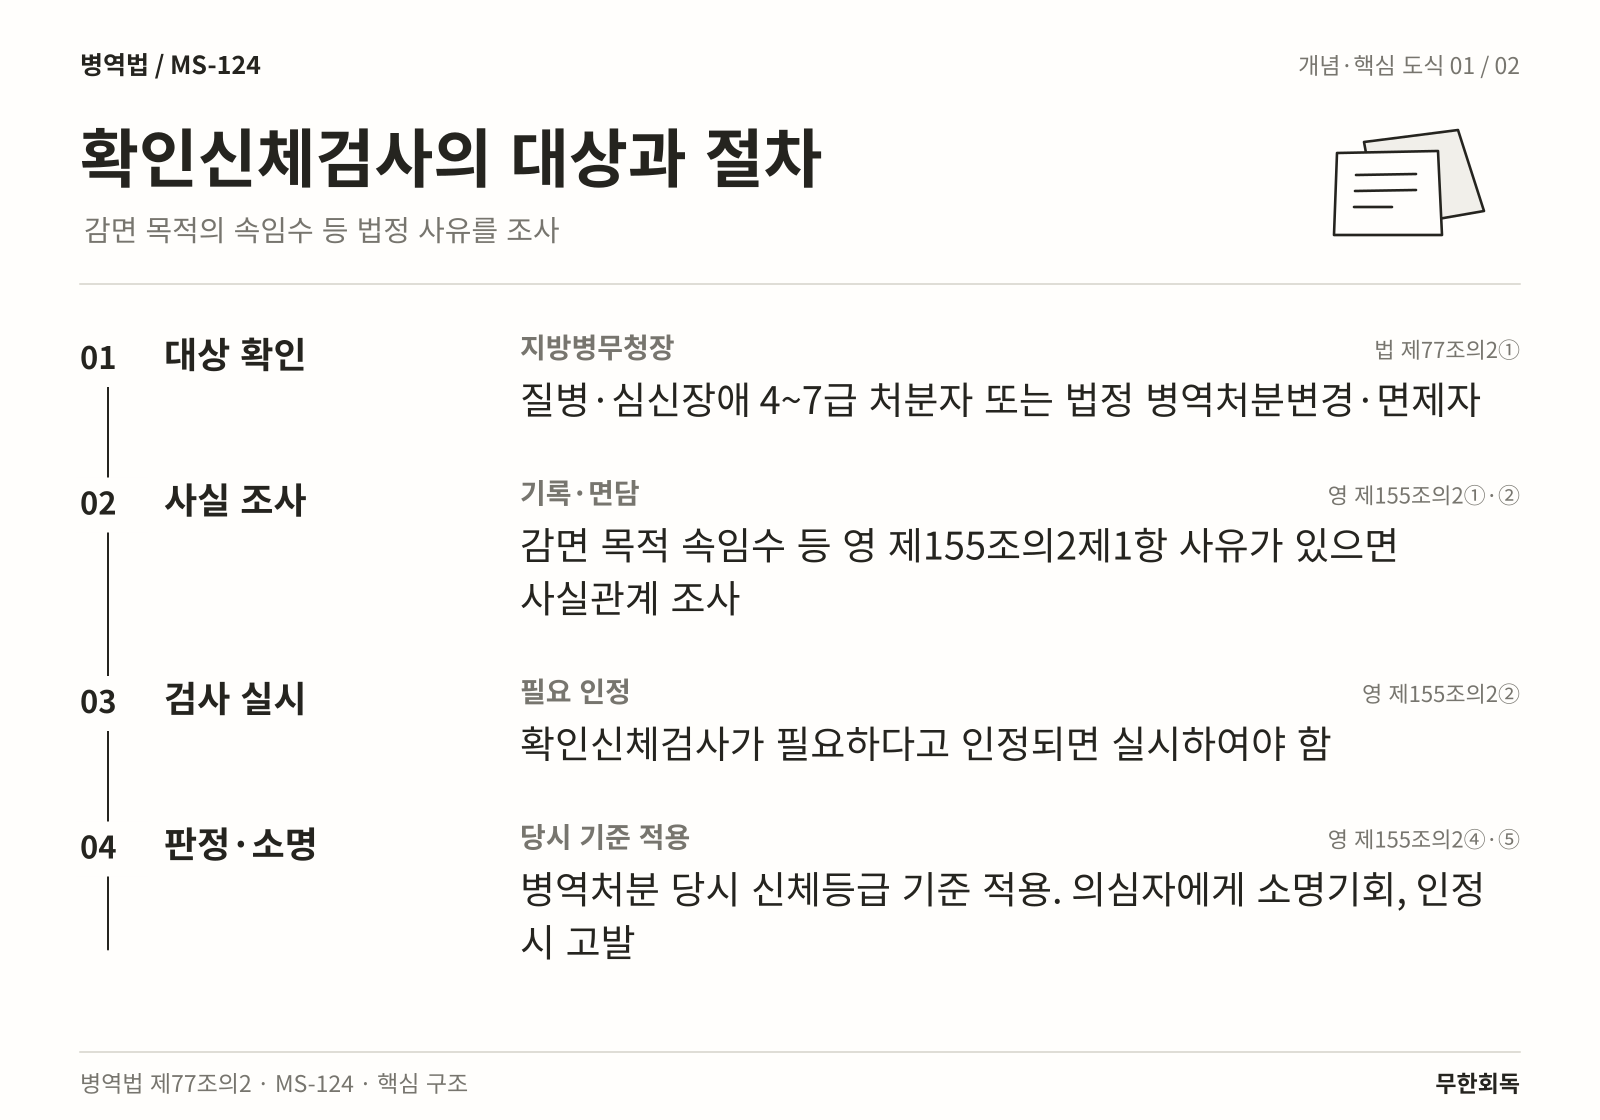 병역법 / MS-124
개념·핵심 도식 01 / 02
확인신체검사의 대상과 절차
감면 목적의 속임수 등 법정 사유를 조사
01 대상 확인
지방병무청장
법 제77조의2①
질병·심신장애 4~7급 처분자 또는 법정 병역처분변경·면제자
02 사실 조사
기록·면담
영 제155조의2①·②
감면 목적 속임수 등 영 제155조의2제1항 사유가 있으면
사실관계 조사
03 검사 실시
필요 인정
영 제155조의2②
확인신체검사가 필요하다고 인정되면 실시하여야 함
04 판정·소명
당시 기준 적용
영 제155조의2④·⑤
병역처분 당시 신체등급 기준 적용. 의심자에게 소명기회, 인정
시 고발
병역법 제77조의2 · MS-124 · 핵심 구조
무한회독